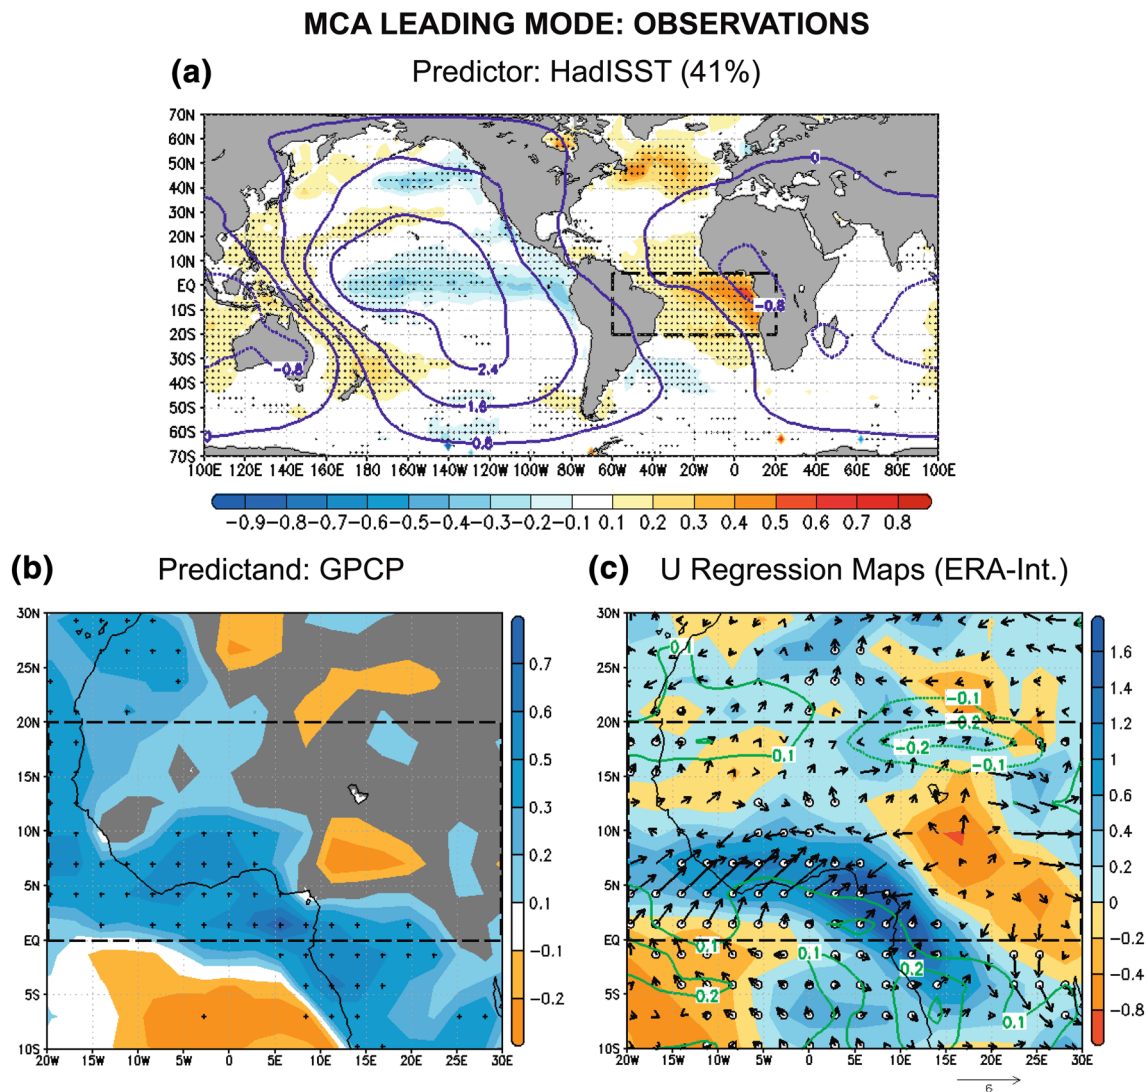 MCA LEADING MODE: OBSERVATIONS
(a) Predictor: HadISST (41%)
70N
60N
50N
40N
30N
20N
10N
EQ
10S
20S
30S
40S
50S
60S
70S
0
0
-0.8
-0.8
2.4
1.6
0.8
100E 120E 140E 160E 180 160W 140W 120W 100W 80W 60W 40W 20W 0 20E 40E 60E 80E 100E
-0.9 -0.8 -0.7 -0.6 -0.5 -0.4 -0.3 -0.2 -0.1 0.1 0.2 0.3 0.4 0.5 0.6 0.7 0.8
(b) Predictand: GPCP
30N
25N
20N
15N
10N
5N
EQ
5S
10S
20W 15W 10W 5W 0 5E 10E 15E 20E 25E 30E
0.7
0.6
0.5
0.3
0.2
0.1
-0.1
-0.2
(c) U Regression Maps (ERA-Int.)
30N
25N
20N
15N
10N
5N
EQ
5S
10S
0.1
-0.1
-0.2
-0.2
-0.1
0.1
0.1
0.1
0.2
0.2
0.1
20W 15W 10W 5W 0 5E 10E 15E 20E 25E 30E
1.6
1.4
1.2
1
0.6
0.4
0.2
0
-0.2
-0.4
-0.8
6